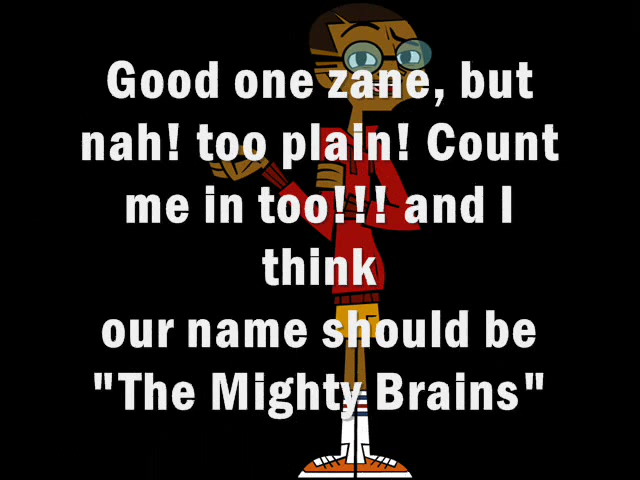 Good one zane, but
nah! too plain! Count
me in too!!! and I
think
our name should be
"The Mighty Brains"